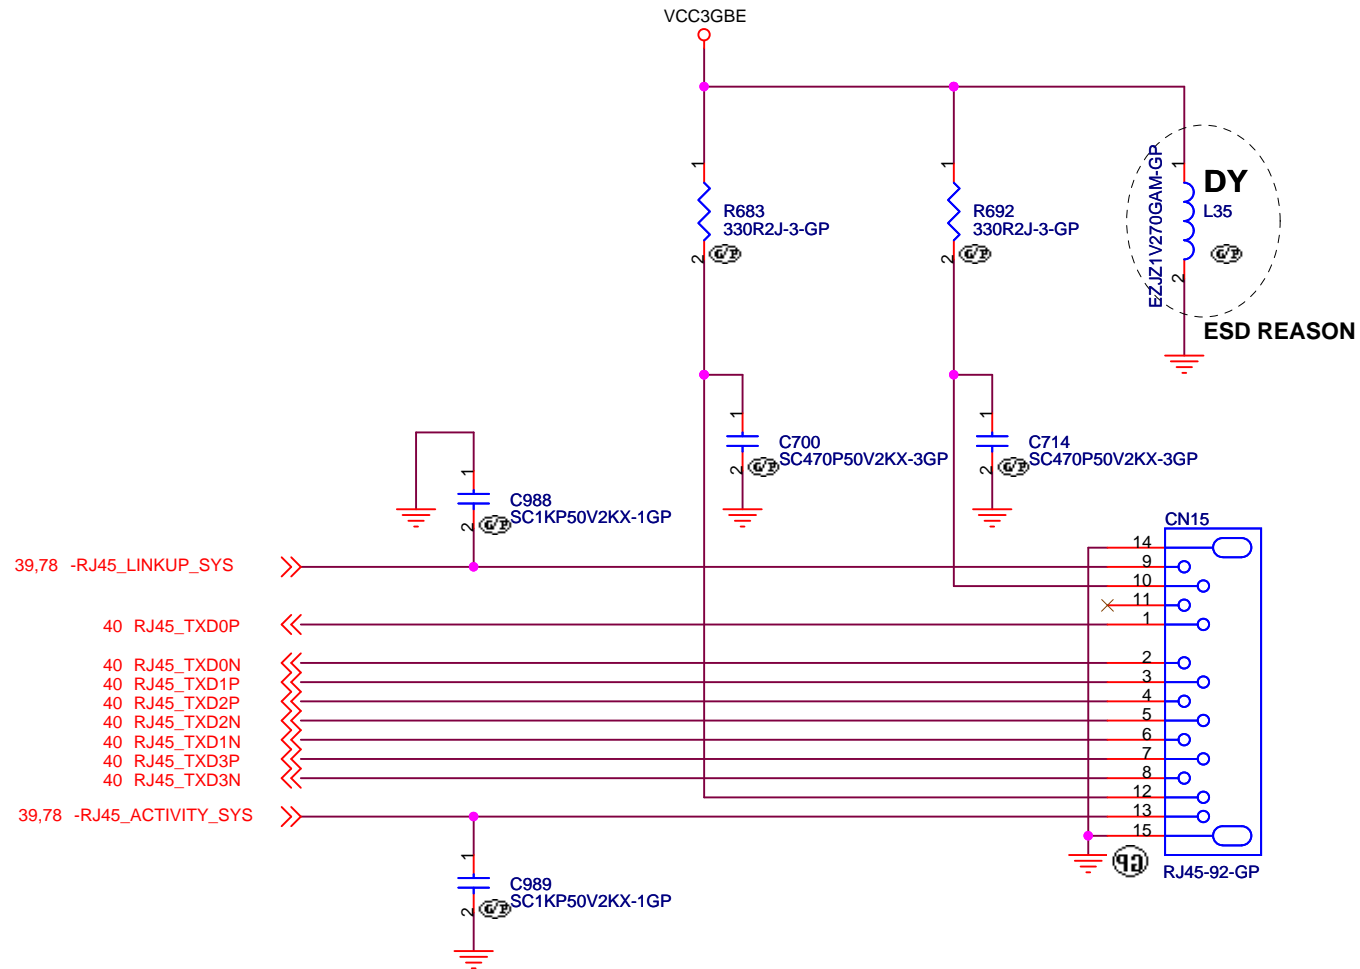 VCC3GBE
1
R683
330R2J-3-GP
G/P
2
1
R692
330R2J-3-GP
G/P
2
EZJZ1V270GAM-GP
1
DY
L35
G/P
2
ESD REASON
1
C700
SC470P50V2KX-3GP
G/P
2
1
C714
SC470P50V2KX-3GP
G/P
2
1
C988
SC1KP50V2KX-1GP
G/P
2
CN15
14
39,78 -RJ45_LINKUP_SYS
9
10
11
40 RJ45_TXD0P
1
40 RJ45_TXD0N
2
40 RJ45_TXD1P
3
40 RJ45_TXD2P
4
40 RJ45_TXD2N
5
40 RJ45_TXD1N
6
40 RJ45_TXD3P
7
40 RJ45_TXD3N
8
12
39,78 -RJ45_ACTIVITY_SYS
13
15
GP
RJ45-92-GP
1
C989
SC1KP50V2KX-1GP
G/P
2